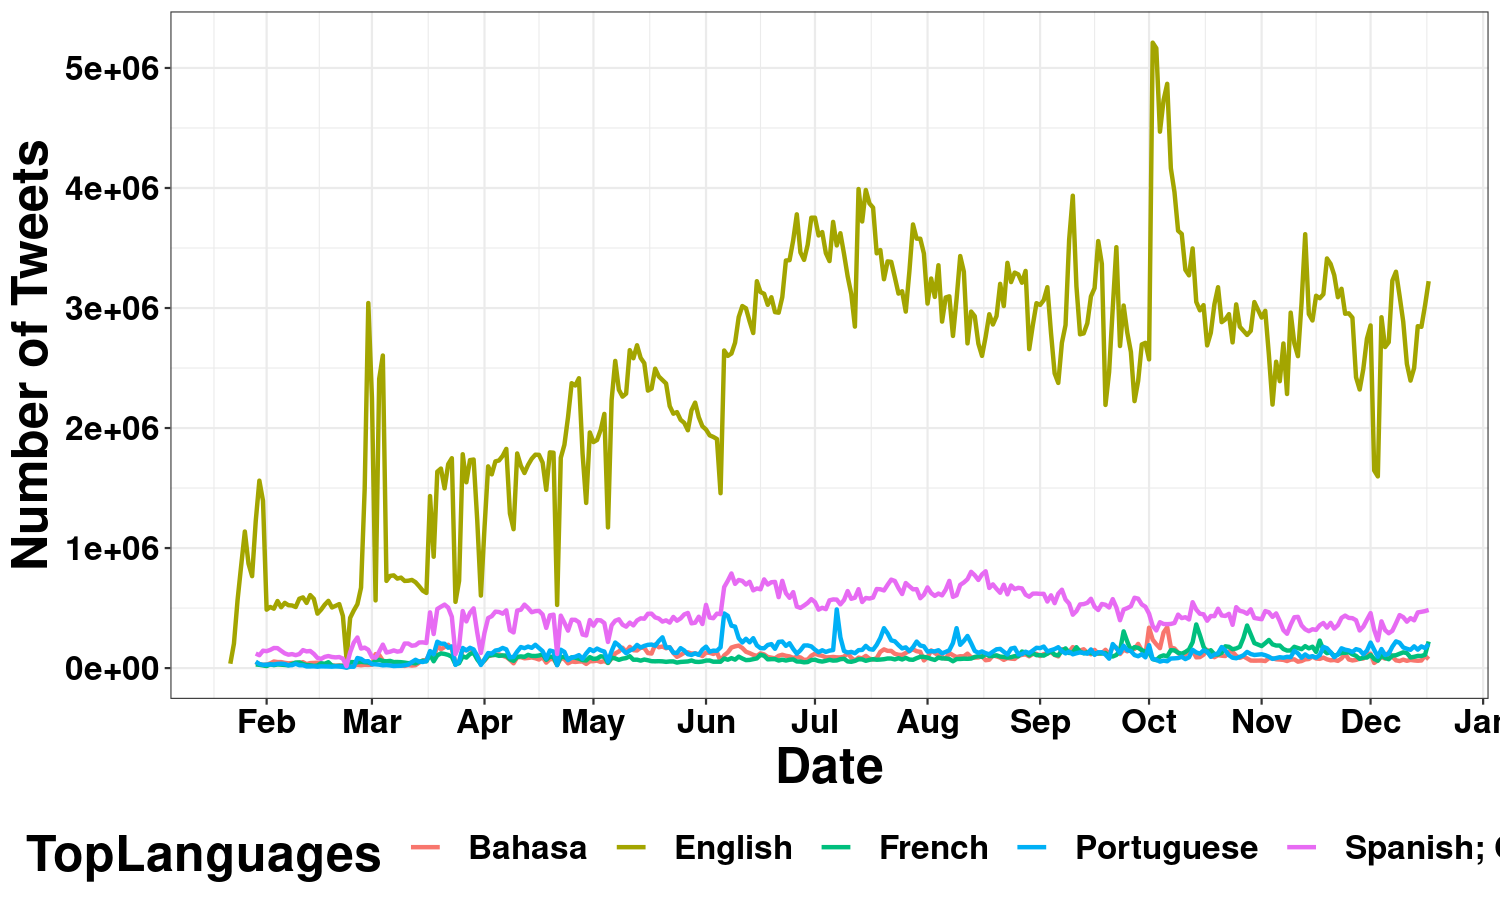 Number of Tweets
5e+06
4e+06
3e+06
2e+06
1e+06
0e+00
Feb Mar Apr May Jun Jul Aug Sep Oct Nov Dec
Date
TopLanguages Bahasa English French Portuguese Spanish;